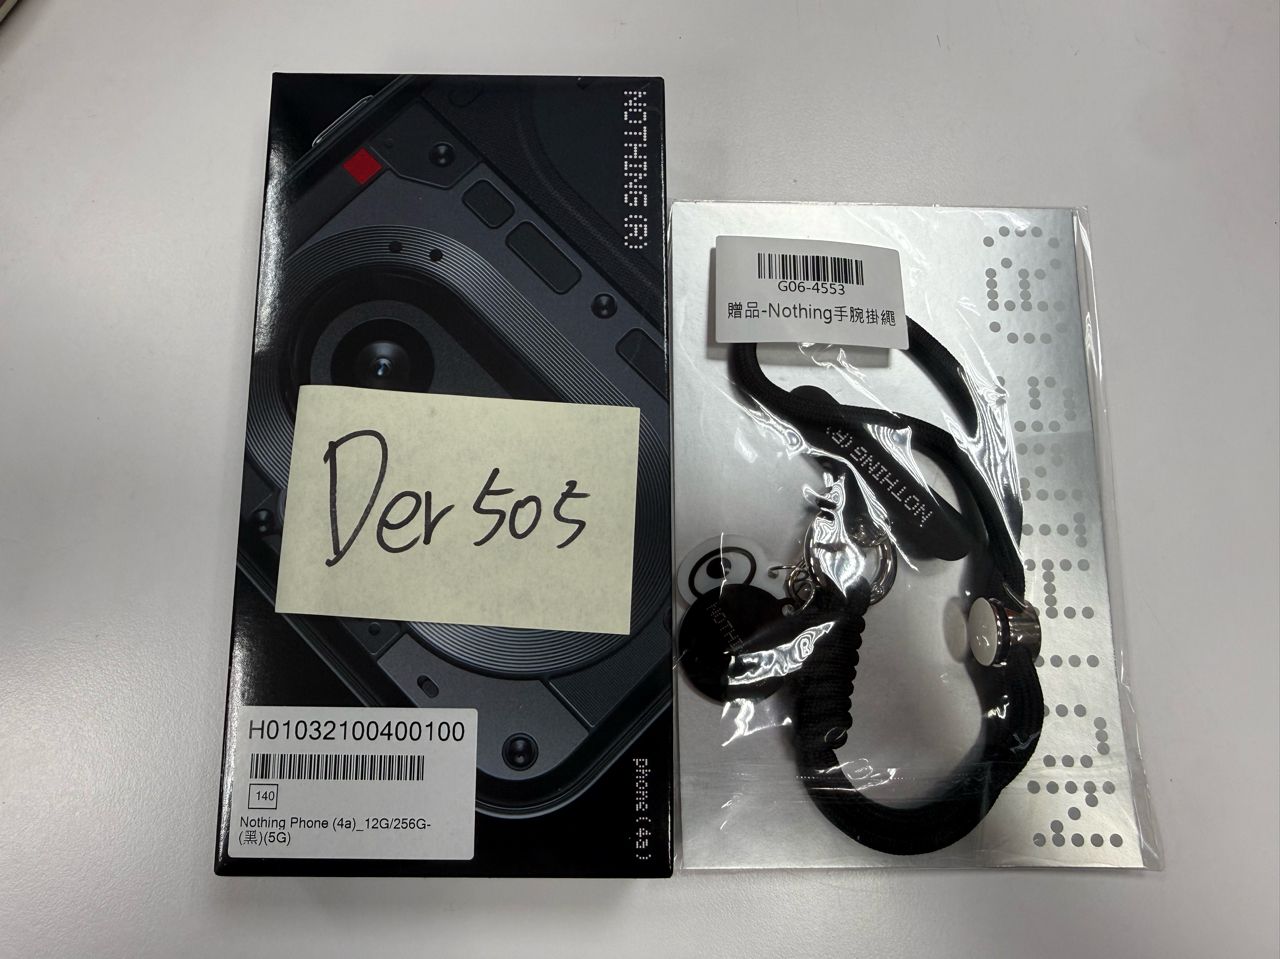 NOTHING (R)
Der 505
H01032100400100
140
Nothing Phone (4a)_12G/256G-
(黑)(5G)
phone (4a)
G06-4553
贈品-Nothing手腕掛繩
NOTHING (R)
NOTHI